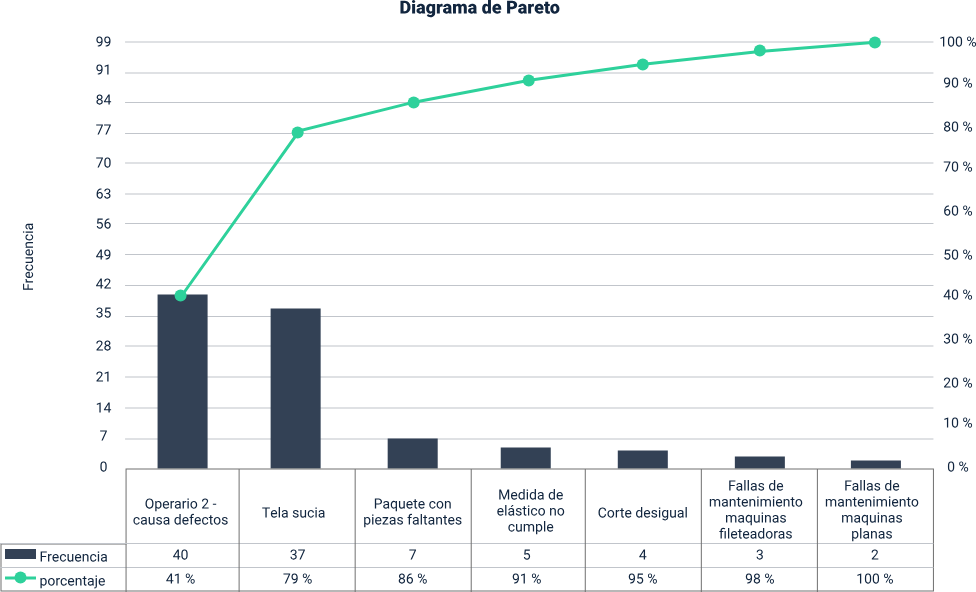 Diagrama de Pareto
Frecuencia
99
91
84
77
70
63
56
49
42
35
28
21
14
7
0
100 %
90 %
80 %
70 %
60 %
50 %
40 %
30 %
20 %
10 %
0 %
Operario 2 -
causa defectos
Tela sucia
Paquete con
piezas faltantes
Medida de
elástico no
cumple
Corte desigual
Fallas de
mantenimiento
maquinas
fileteadoras
Fallas de
mantenimiento
maquinas
planas
Frecuencia 40 37 7 5 4 3 2
porcentaje 41 % 79 % 86 % 91 % 95 % 98 % 100 %